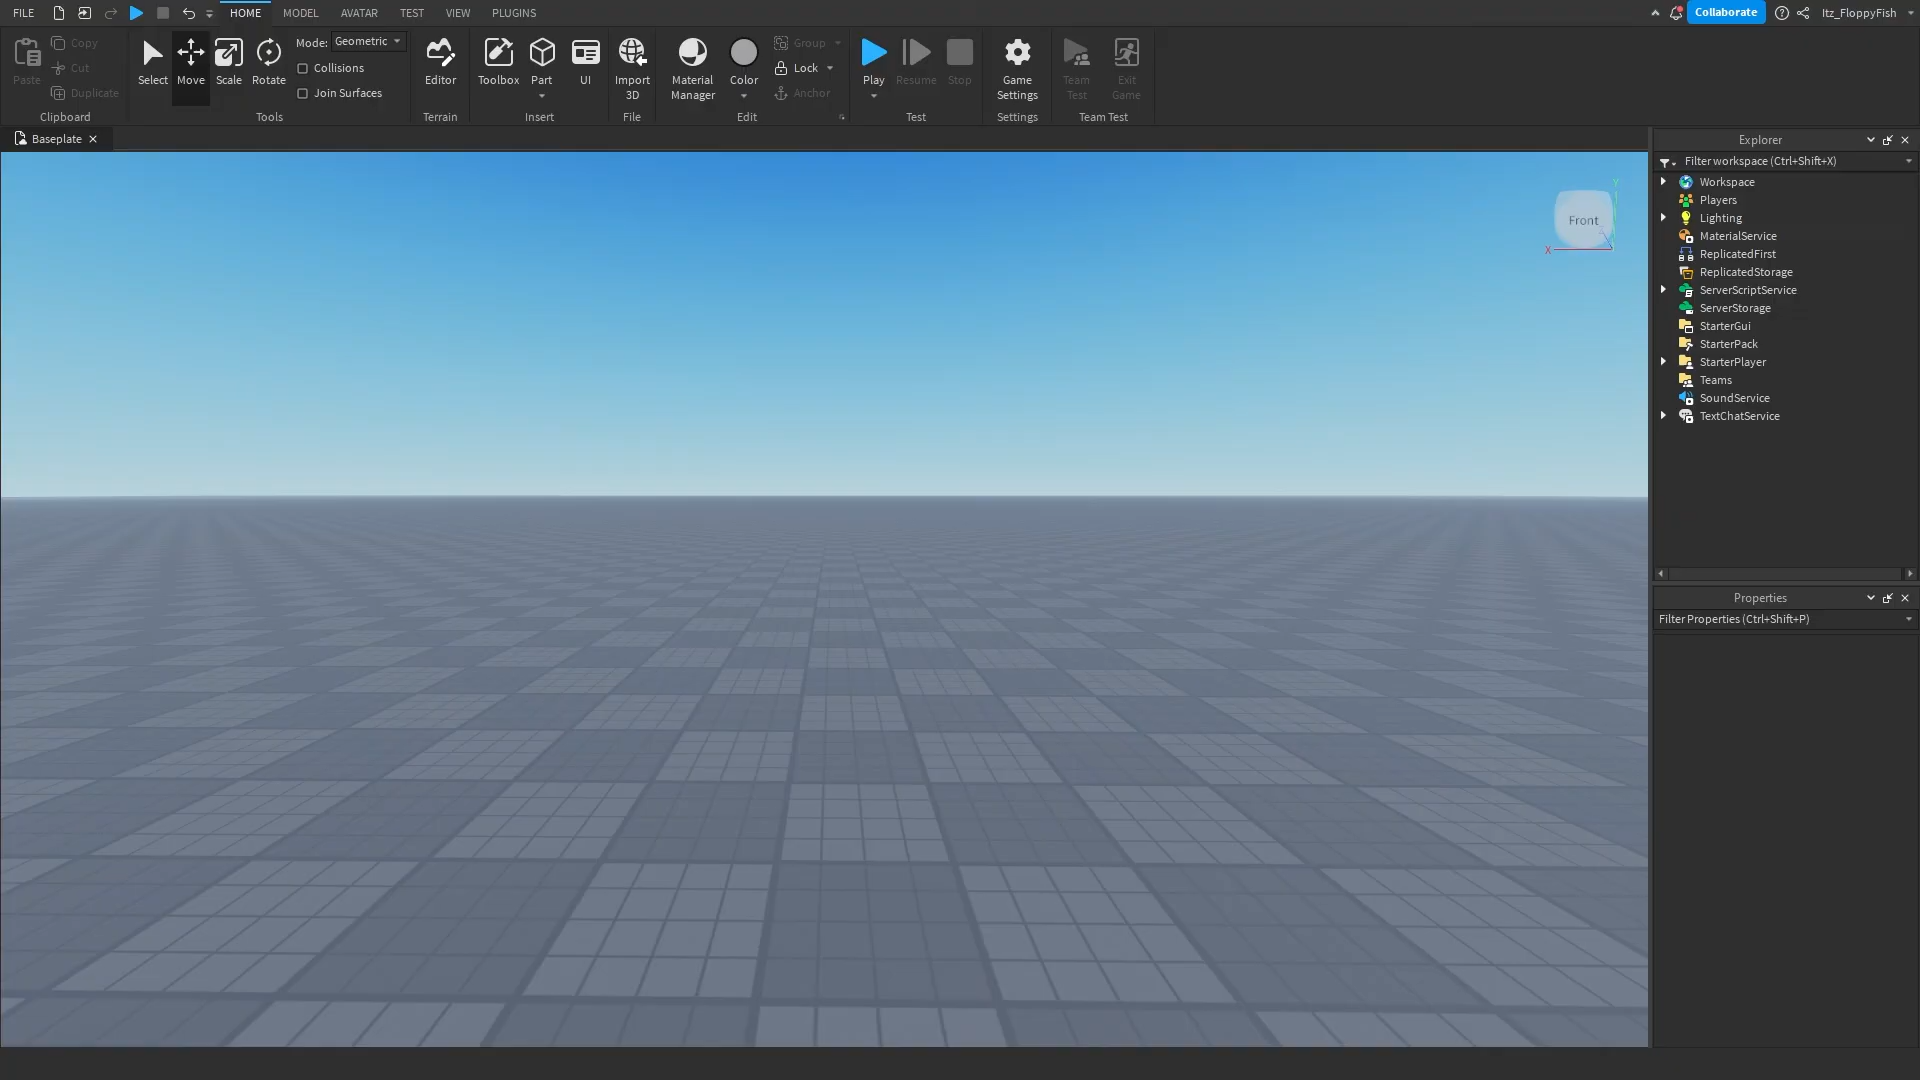 FILE HOME MODEL AVATAR TEST VIEW PLUGINS Collaborate Itz_FloppyFish
Paste
Copy
Cut
Duplicate
Clipboard
Select Move Scale Rotate
Mode: Geometric
Collisions
Join Surfaces
Tools
Editor
Terrain
Toolbox Part UI
Insert
Import
3D
File
Material
Manager
Color
Group
Lock
Anchor
Edit
Play Resume Stop
Test
Game
Settings
Settings
Team
Test
Exit
Game
Team Test
Baseplate
Front
X
Y
Explorer
Filter workspace (Ctrl+Shift+X)
Workspace
Players
Lighting
MaterialService
ReplicatedFirst
ReplicatedStorage
ServerScriptService
ServerStorage
StarterGui
StarterPack
StarterPlayer
Teams
SoundService
TextChatService
Properties
Filter Properties (Ctrl+Shift+P)